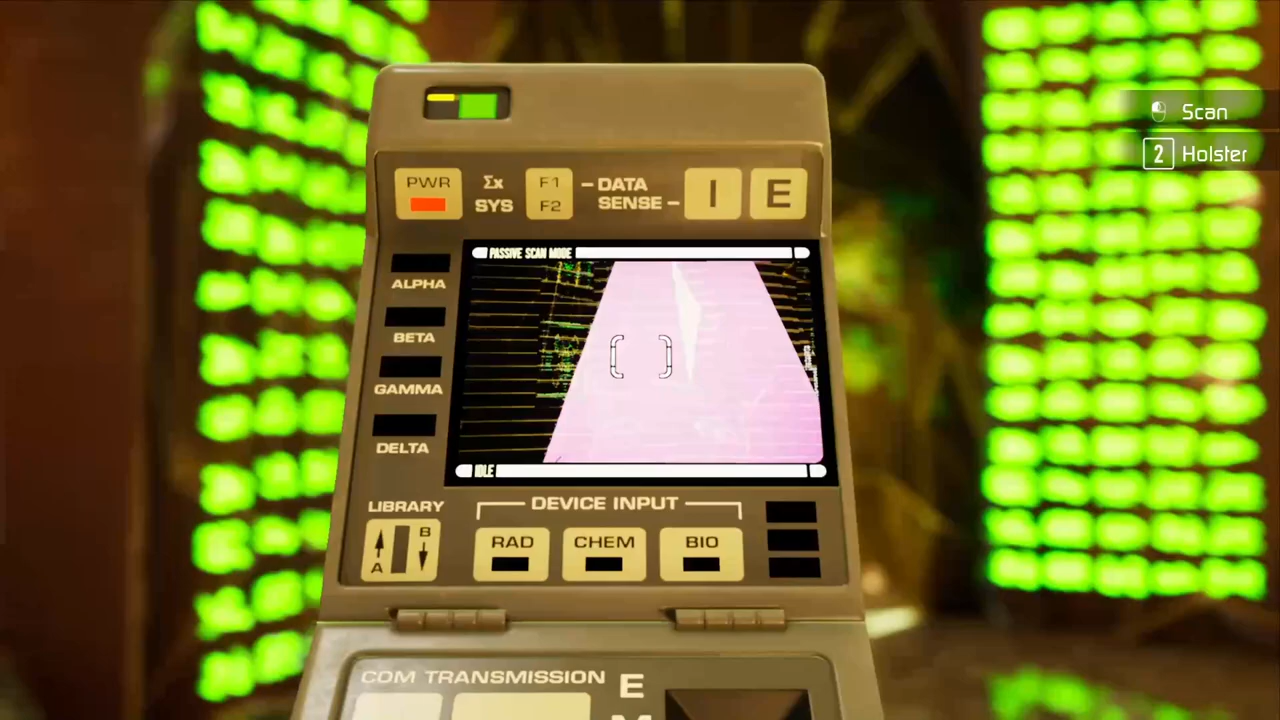 Scan
2 Holster
PWR
Σx
SYS
F1
F2
DATA
SENSE
I
E
PASSIVE SCAN MODE
ALPHA
BETA
GAMMA
DELTA
IDLE
LIBRARY
A
B
DEVICE INPUT
RAD
CHEM
BIO
COM TRANSMISSION
E